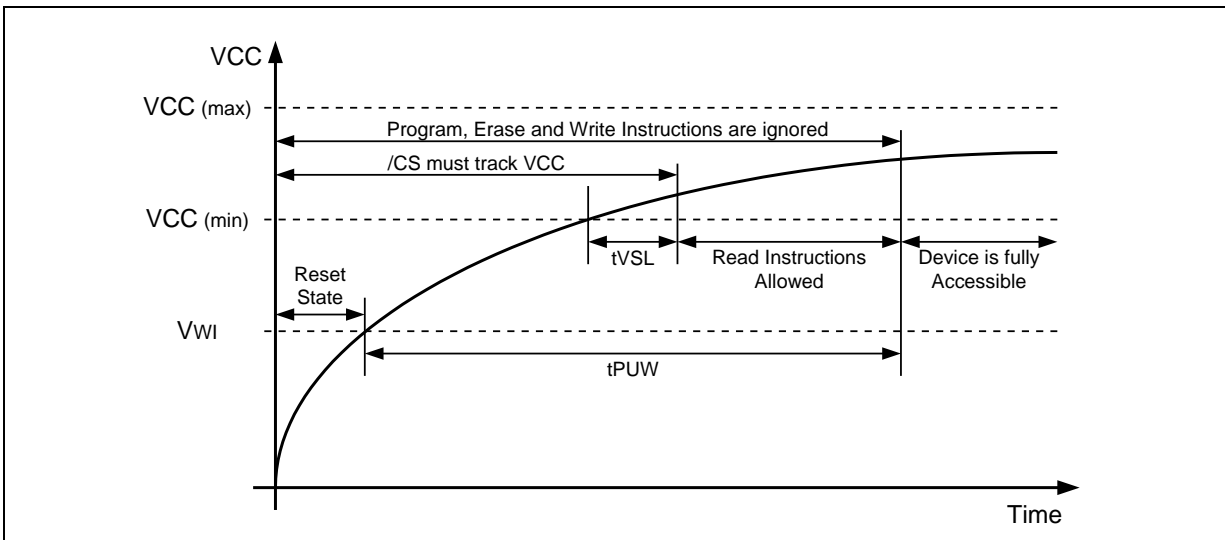 VCC
VCC (max)
Program, Erase and Write Instructions are ignored
/CS must track VCC
VCC (min)
tVSL
Read Instructions
Allowed
Device is fully
Accessible
Reset
State
VWI
tPUW
Time